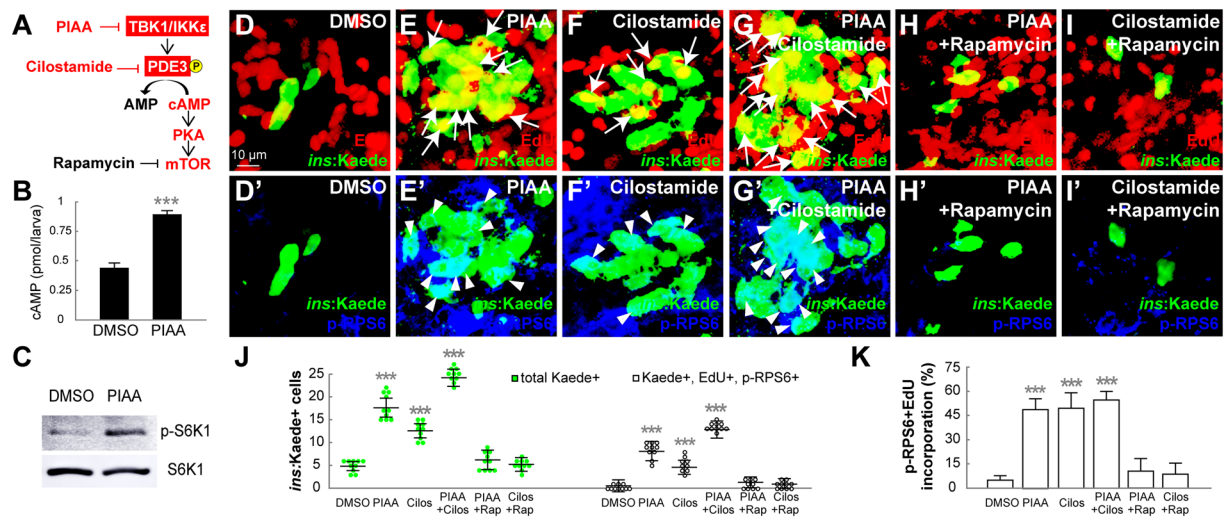 A
PIAA
TBK1/IKKε
Cilostamide
PDE3
P
AMP
cAMP
PKA
Rapamycin
mTOR
B
cAMP (pmol/larva)
1
0.75
0.5
0.25
0
***
DMSO
PIAA
C
DMSO
PIAA
p-S6K1
S6K1
D
DMSO
EdU
10 μm
ins:Kaede
E
PIAA
EdU
ins:Kaede
F
Cilostamide
EdU
ins:Kaede
G
PIAA
+Cilostamide
EdU
ins:Kaede
H
PIAA
+Rapamycin
EdU
ins:Kaede
I
Cilostamide
+Rapamycin
EdU
ins:Kaede
D'
DMSO
ins:Kaede
p-RPS6
E'
PIAA
ins:Kaede
p-RPS6
F'
Cilostamide
ins:Kaede
p-RPS6
G'
PIAA
+Cilostamide
ins:Kaede
p-RPS6
H'
PIAA
+Rapamycin
ins:Kaede
p-RPS6
I'
Cilostamide
+Rapamycin
ins:Kaede
p-RPS6
J
ins:Kaede+ cells
30
25
20
15
10
5
0
total Kaede+
Kaede+, EdU+, p-RPS6+
***
***
***
***
***
***
DMSO
PIAA
Cilos
PIAA
+Cilos
PIAA
+Rap
Cilos
+Rap
DMSO
PIAA
Cilos
PIAA
+Cilos
PIAA
+Rap
Cilos
+Rap
K
p-RPS6+EdU
incorporation (%)
75
60
45
30
15
0
***
***
***
DMSO
PIAA
Cilos
PIAA
+Cilos
PIAA
+Rap
Cilos
+Rap